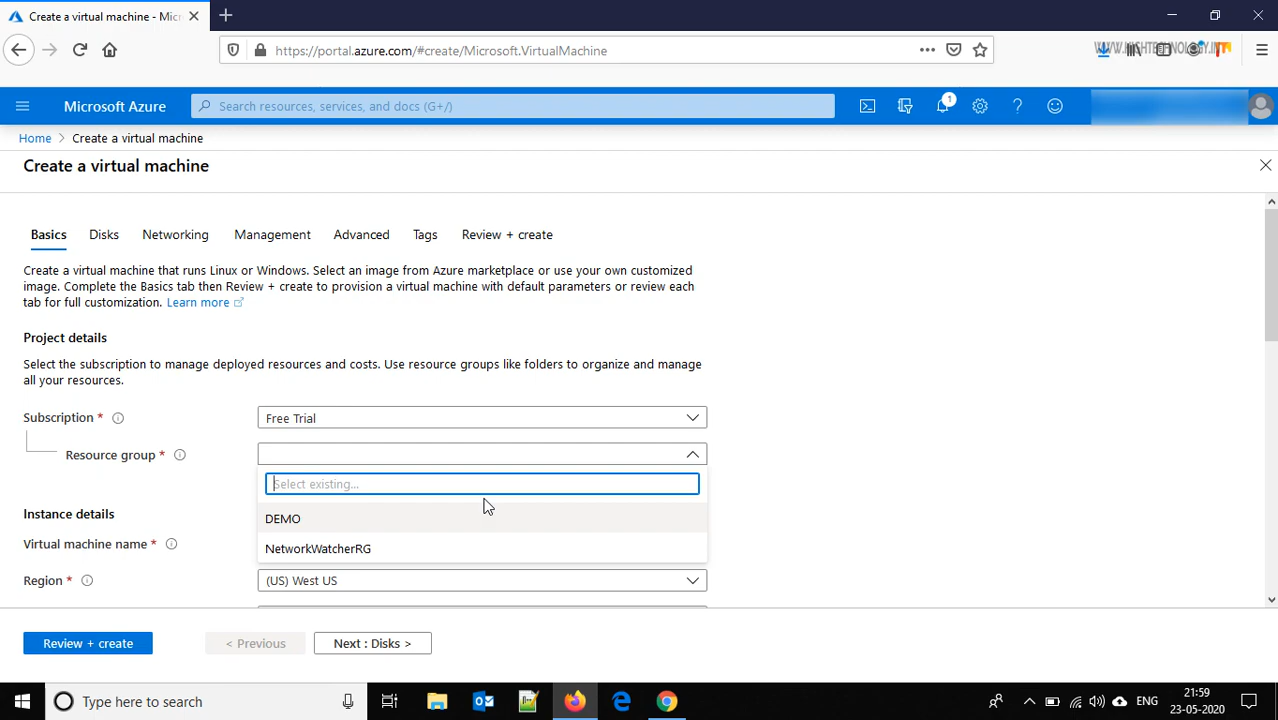 Create a virtual machine - Micr
https://portal.azure.com/#create/Microsoft.VirtualMachine
Microsoft Azure
Search resources, services, and docs (G+/)
1
Home > Create a virtual machine
Create a virtual machine
Basics Disks Networking Management Advanced Tags Review + create
Create a virtual machine that runs Linux or Windows. Select an image from Azure marketplace or use your own customized
image. Complete the Basics tab then Review + create to provision a virtual machine with default parameters or review each
tab for full customization. Learn more
Project details
Select the subscription to manage deployed resources and costs. Use resource groups like folders to organize and manage
all your resources.
Subscription *
Free Trial
Resource group *
Select existing...
DEMO
NetworkWatcherRG
Instance details
Virtual machine name *
Region *
(US) West US
Review + create
< Previous
Next : Disks >
Type here to search
ENG
21:59
23-05-2020